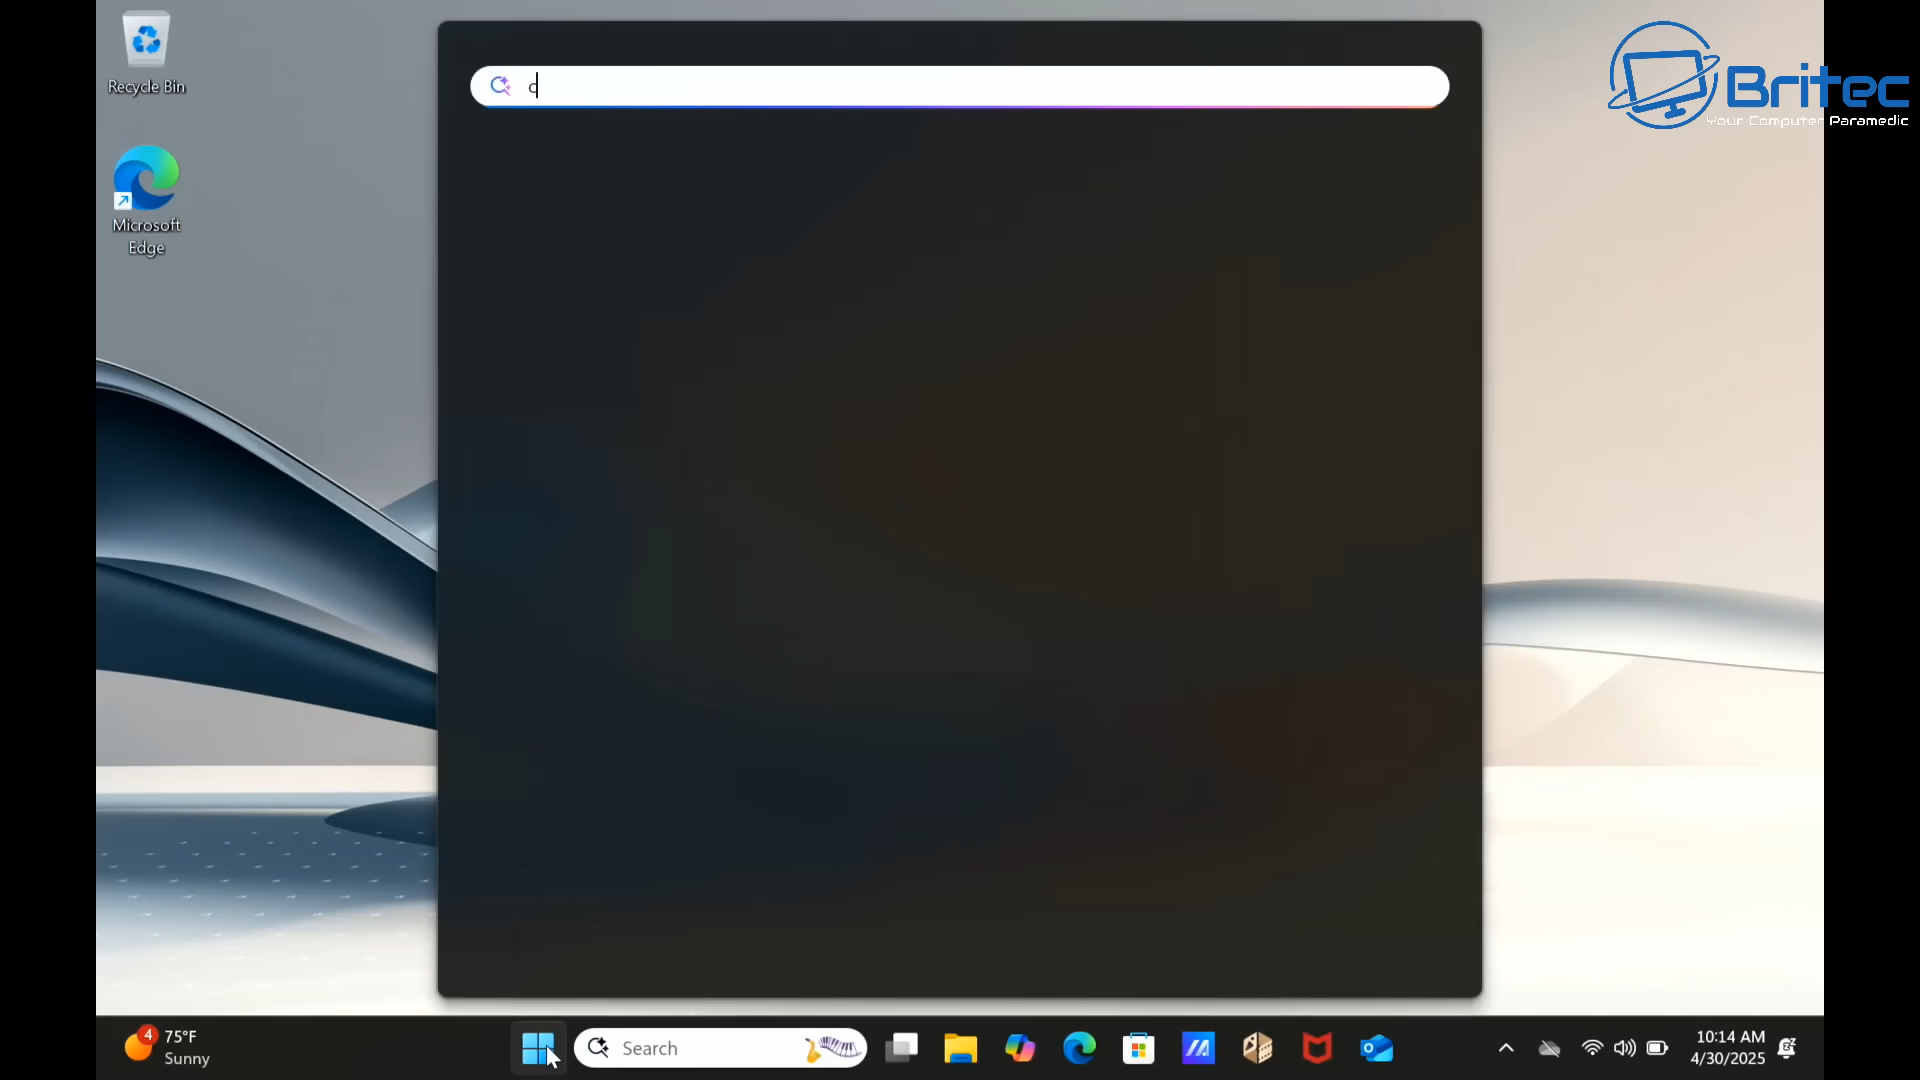 Recycle Bin
Microsoft
Edge
c
Britec
Your Computer Paramedic
4
75°F
Sunny
Search
10:14 AM
4/30/2025